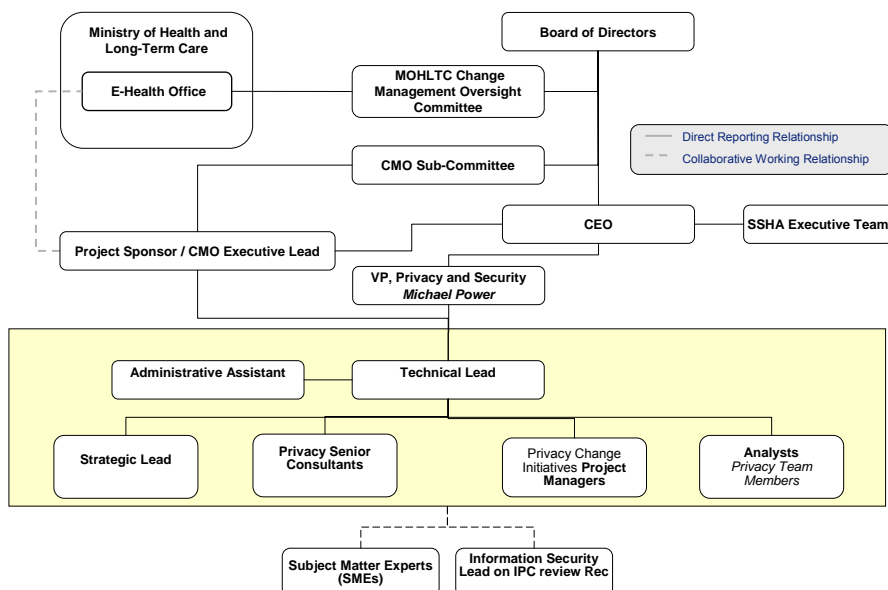 Ministry of Health and
Long-Term Care
Board of Directors
E-Health Office
MOHLTC Change
Management Oversight
Committee
Direct Reporting Relationship
Collaborative Working Relationship
CMO Sub-Committee
CEO
SSHA Executive Team
Project Sponsor / CMO Executive Lead
VP, Privacy and Security
Michael Power
Administrative Assistant
Technical Lead
Strategic Lead
Privacy Senior
Consultants
Privacy Change
Initiatives Project
Managers
Analysts
Privacy Team
Members
Subject Matter Experts
(SMEs)
Information Security
Lead on IPC review Rec